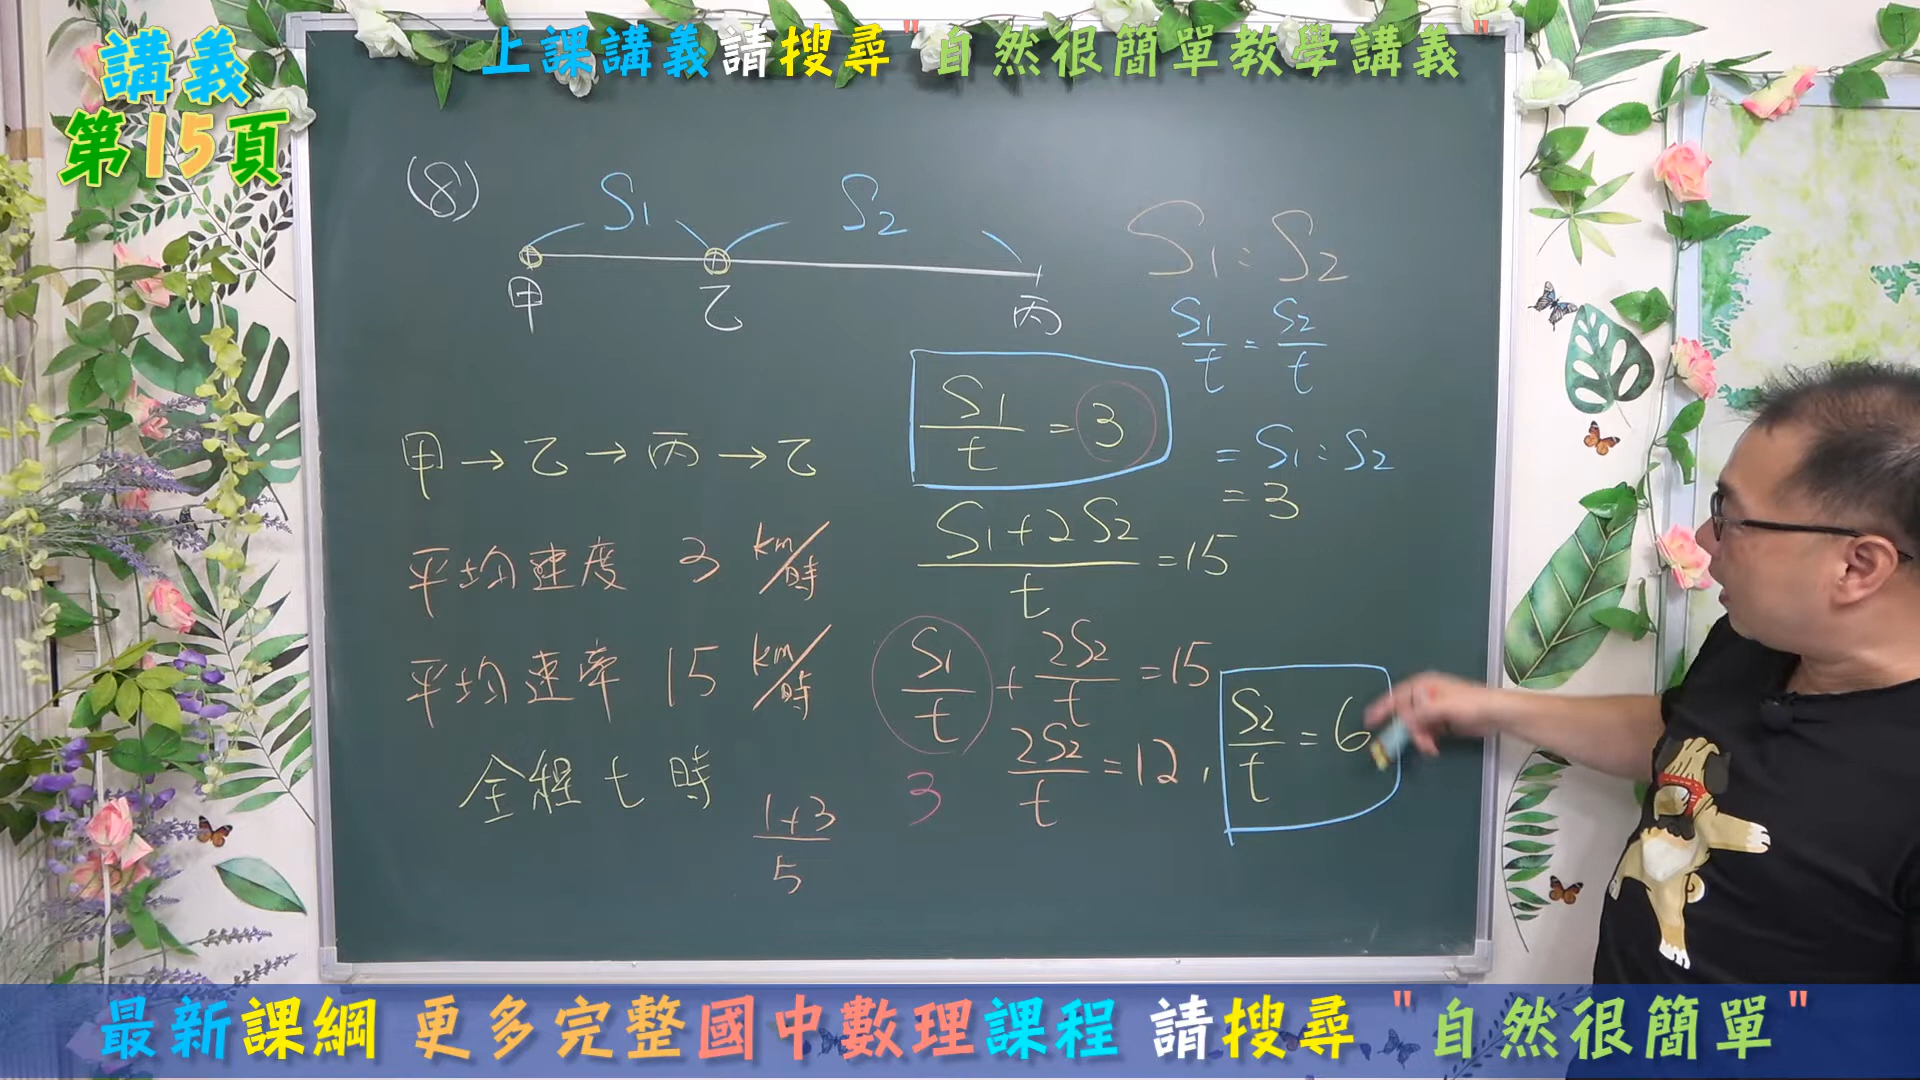 講義
第15頁
上課講義請搜尋"自然很簡單教學講義"
(8)
S1 S2
甲 乙 丙
S1:S2
S1/t = S2/t
= S1:S2
= 3
S1/t = 3
甲→乙→丙→乙
(S1+2S2)/t = 15
平均速度 3 km/時
平均速率 15 km/時
S1/t + 2S2/t = 15
3
2S2/t = 12,
S2/t = 6
全程 t 時
(1+3)/5
最新課綱 更多完整國中數理課程 請搜尋"自然很簡單"